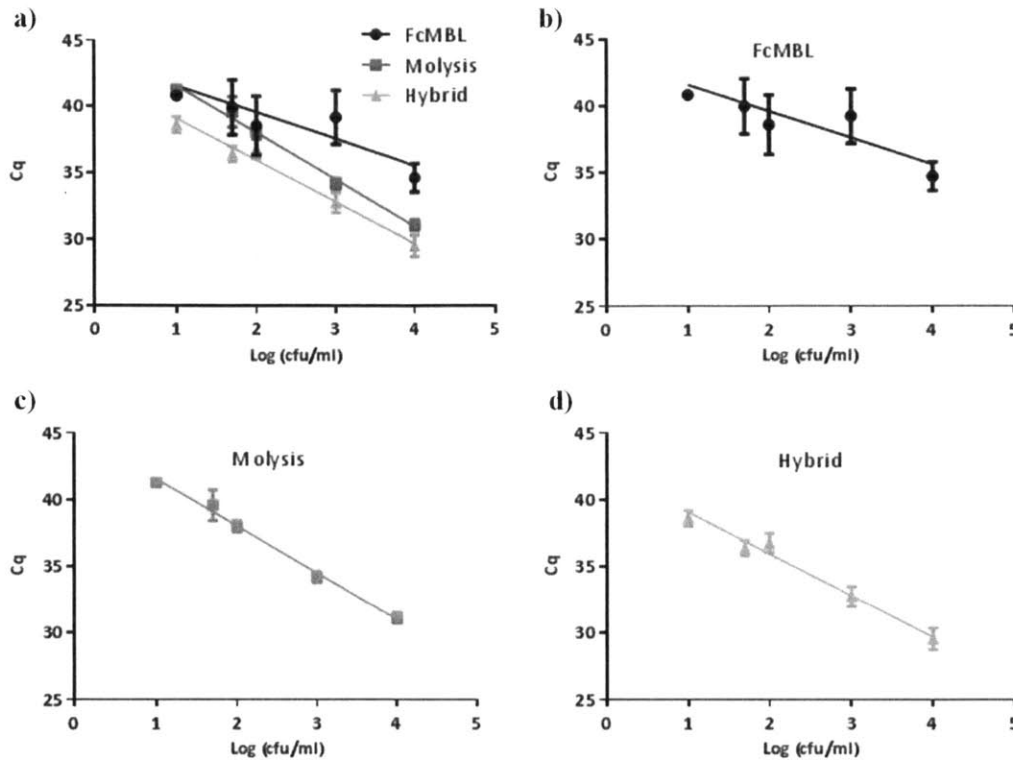 a)
45
40
35
30
25
Cq
0 1 2 3 4 5
Log (cfu/ml)
FcMBL
Molysis
Hybrid
b)
FcMBL
45
40
35
30
25
Cq
0 1 2 3 4 5
Log (cfu/ml)
c)
Molysis
45
40
35
30
25
Cq
0 1 2 3 4 5
Log (cfu/ml)
d)
Hybrid
45
40
35
30
25
Cq
0 1 2 3 4 5
Log (cfu/ml)